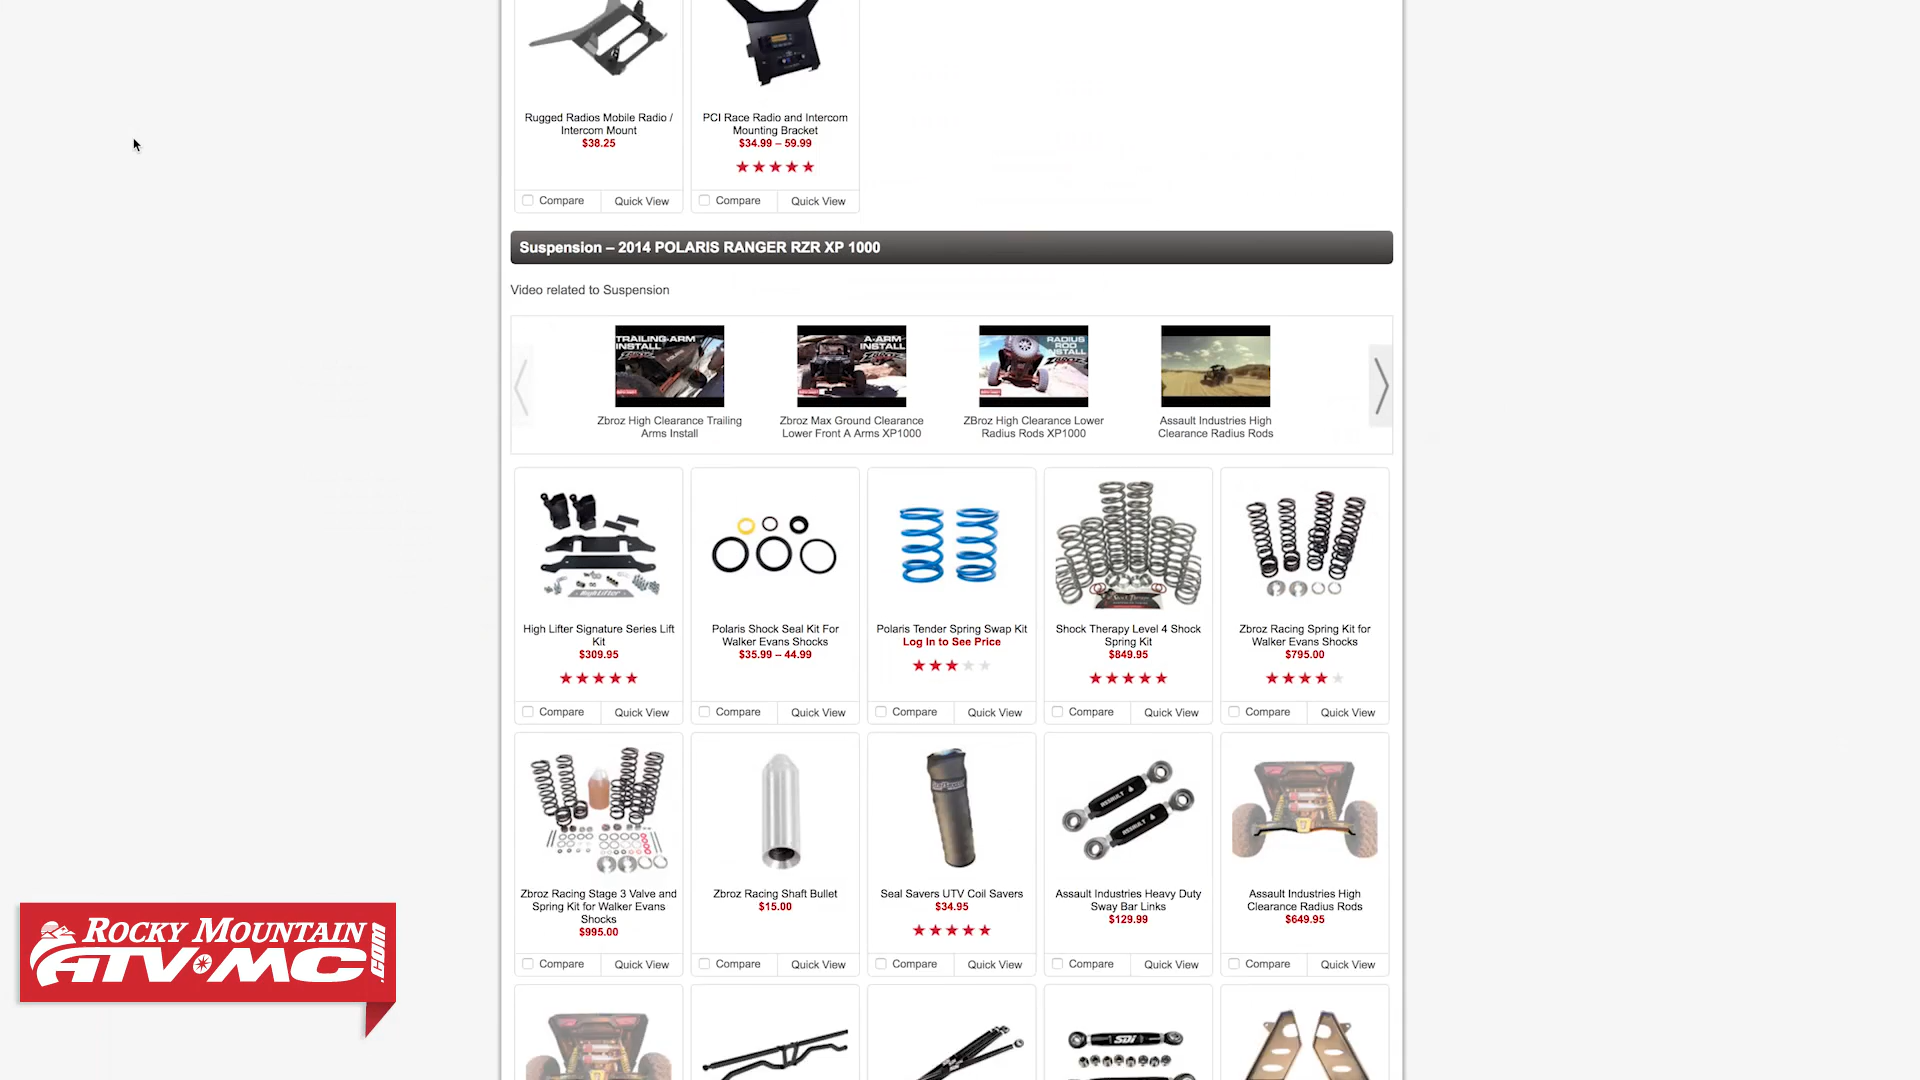 Rugged Radios Mobile Radio /
Intercom Mount
$38.25
PCI Race Radio and Intercom
Mounting Bracket
$34.99 – 59.99
Compare
Quick View
Compare
Quick View
Suspension – 2014 POLARIS RANGER RZR XP 1000
Video related to Suspension
TRAILING-ARM
INSTALL
A-ARM
INSTALL
RADIUS
ROD
INSTALL
Zbroz High Clearance Trailing
Arms Install
Zbroz Max Ground Clearance
Lower Front A Arms XP1000
ZBroz High Clearance Lower
Radius Rods XP1000
Assault Industries High
Clearance Radius Rods
High Lifter Signature Series Lift
Kit
$309.95
Polaris Shock Seal Kit For
Walker Evans Shocks
$35.99 – 44.99
Polaris Tender Spring Swap Kit
Log In to See Price
Shock Therapy Level 4 Shock
Spring Kit
$849.95
Zbroz Racing Spring Kit for
Walker Evans Shocks
$795.00
Compare
Quick View
Compare
Quick View
Compare
Quick View
Compare
Quick View
Compare
Quick View
ASSAULT
ASSAULT
Zbroz Racing Stage 3 Valve and
Spring Kit for Walker Evans
Shocks
$995.00
Zbroz Racing Shaft Bullet
$15.00
Seal Savers UTV Coil Savers
$34.95
Assault Industries Heavy Duty
Sway Bar Links
$129.99
Assault Industries High
Clearance Radius Rods
$649.95
Compare
Quick View
Compare
Quick View
Compare
Quick View
Compare
Quick View
Compare
Quick View
SDI
ROCKY MOUNTAIN
ATV•MC
.COM